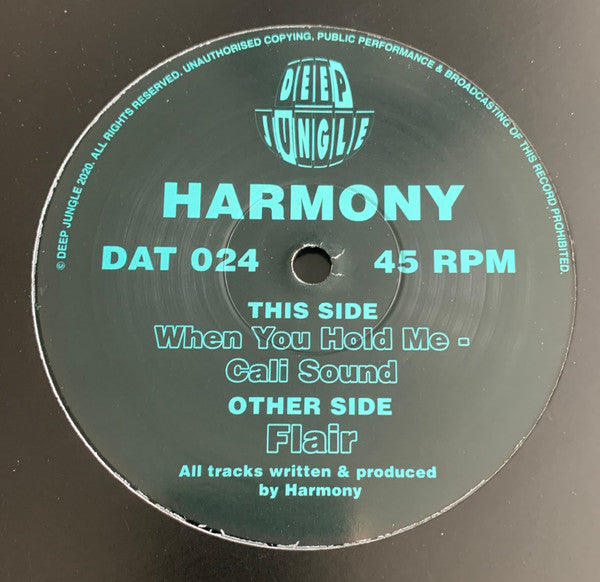 © DEEP JUNGLE 2020. ALL RIGHTS RESERVED. UNAUTHORISED COPYING, PUBLIC PERFORMANCE & BROADCASTING OF THIS RECORD PROHIBITED.
DEEP
JUNGLE
HARMONY
DAT 024 45 RPM
THIS SIDE
When You Hold Me -
Cali Sound
OTHER SIDE
Flair
All tracks written & produced
by Harmony